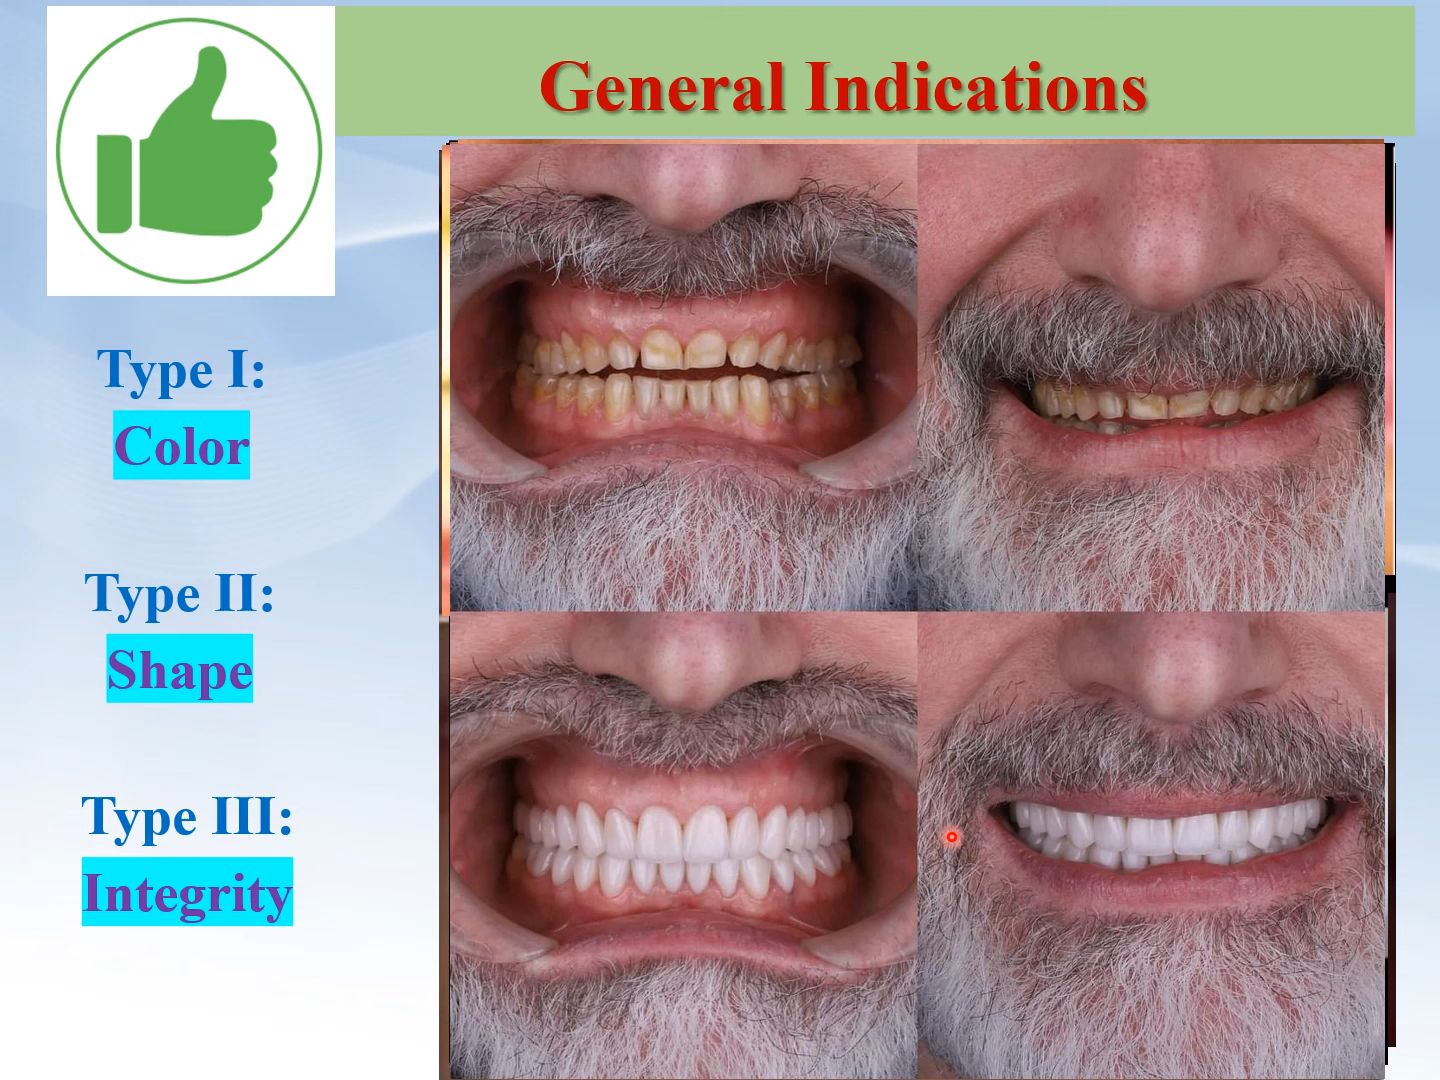 General Indications
Type I:
Color
Type II:
Shape
Type III:
Integrity